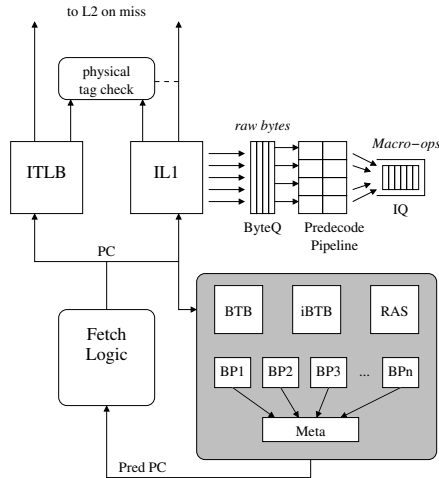 to L2 on miss
physical
tag check
raw bytes
Macro-ops
ITLB
IL1
ByteQ
Predecode
Pipeline
IQ
PC
BTB
iBTB
RAS
Fetch
Logic
BP1
BP2
BP3
...
BPn
Meta
Pred PC